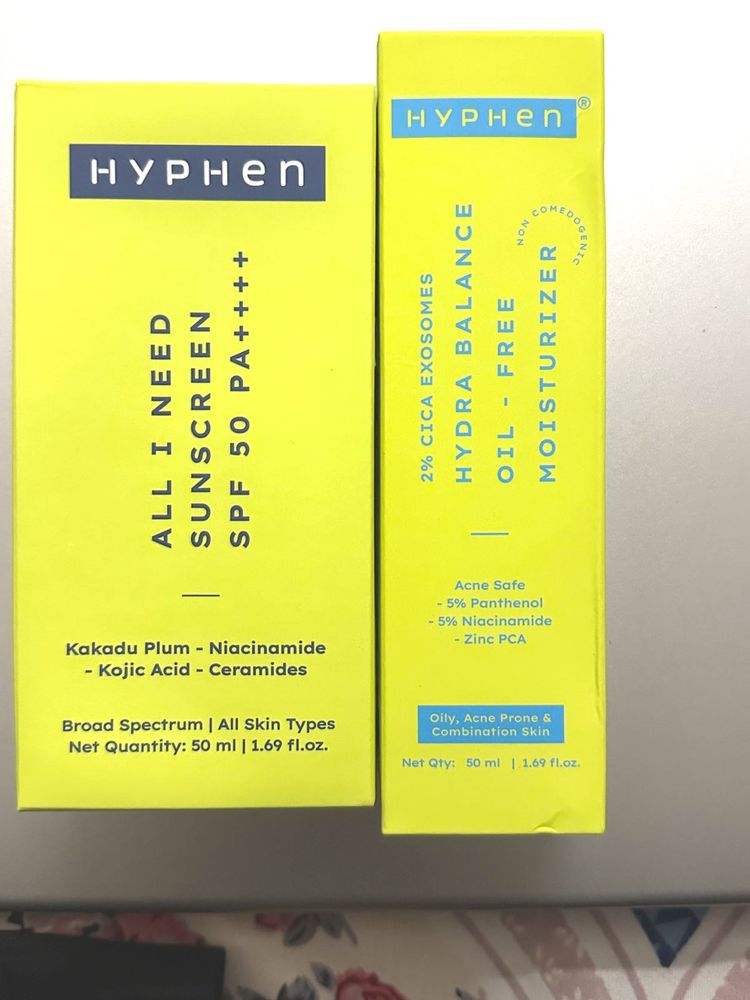 HYPHEN
ALL I NEED
SUNSCREEN
SPF 50 PA++++
Kakadu Plum - Niacinamide
- Kojic Acid - Ceramides
Broad Spectrum | All Skin Types
Net Quantity: 50 ml | 1.69 fl.oz.
HYPHEN®
2% CICA EXOSOMES
HYDRA BALANCE
OIL - FREE
MOISTURIZER
NON COMEDOGENIC
Acne Safe
- 5% Panthenol
- 5% Niacinamide
- Zinc PCA
Oily, Acne Prone &
Combination Skin
Net Qty: 50 ml | 1.69 fl.oz.